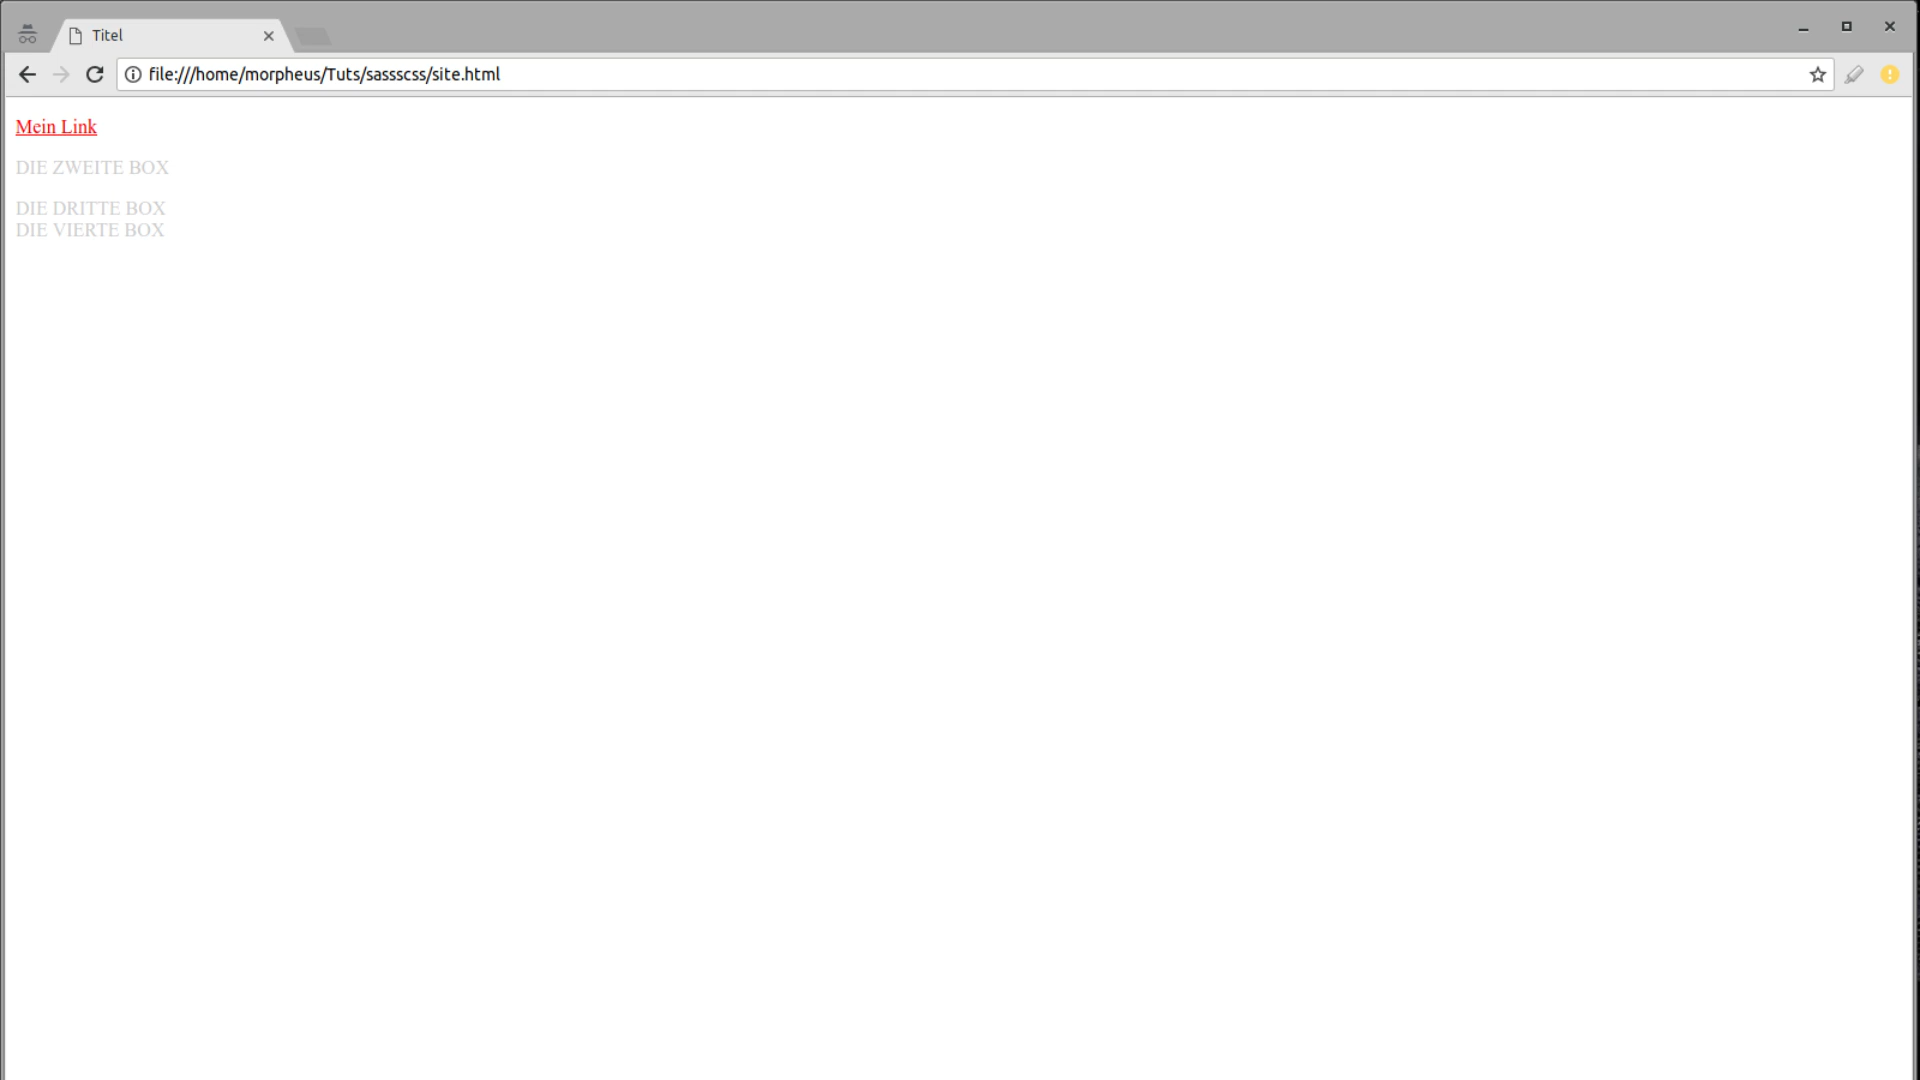 Titel
file:///home/morpheus/Tuts/sassscss/site.html
Mein Link
DIE ZWEITE BOX
DIE DRITTE BOX
DIE VIERTE BOX